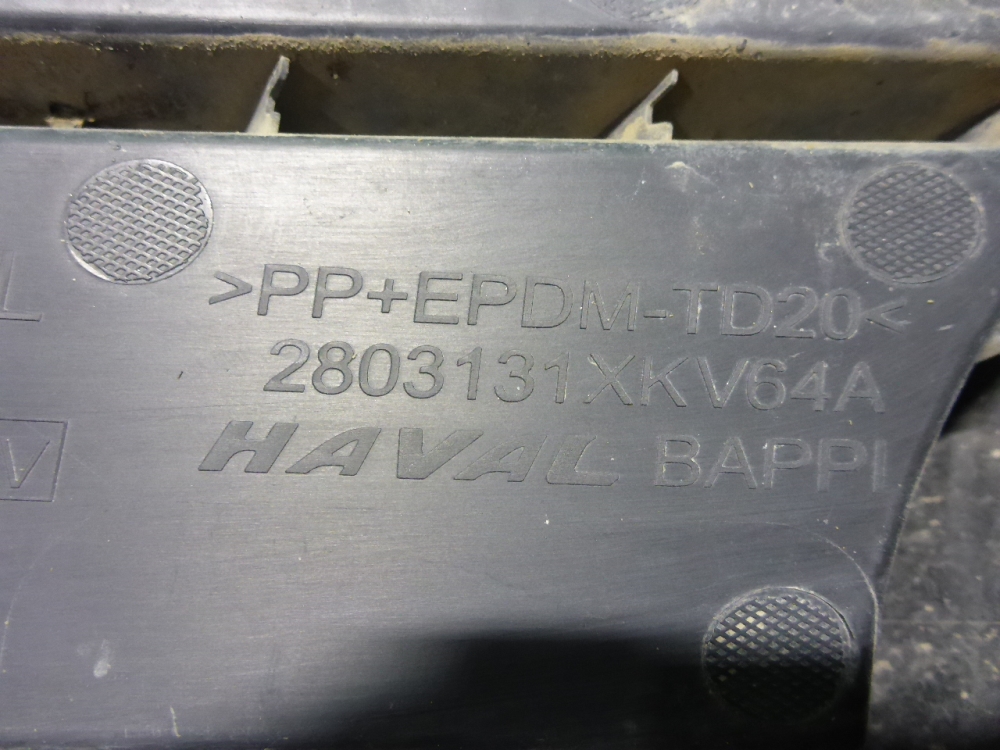 >PP+EPDM-TD20<
2803131XKV64A
HAVAL BAPPI
L
V